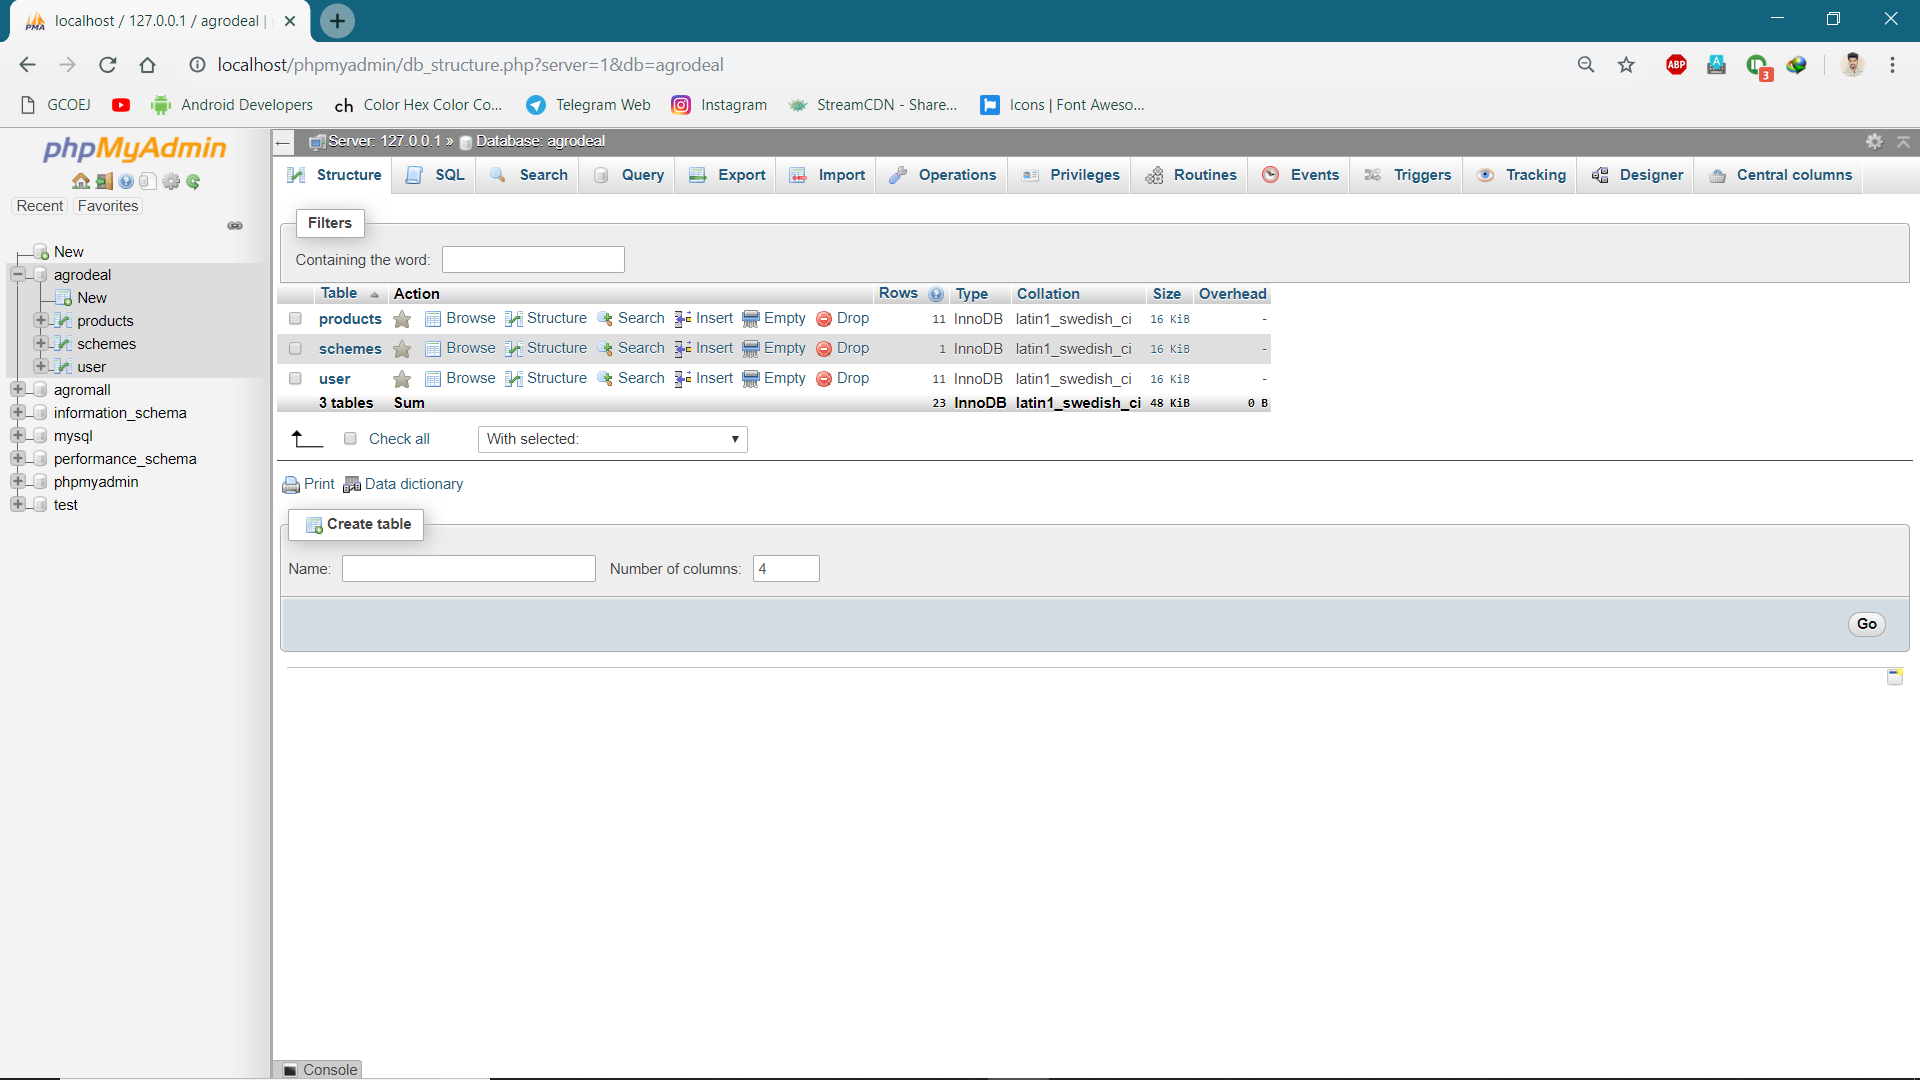 localhost / 127.0.0.1 / agrodeal |
localhost/phpmyadmin/db_structure.php?server=1&db=agrodeal
ABP
A
3
GCOEJ
Android Developers
ch Color Hex Color Co...
Telegram Web
Instagram
StreamCDN - Share...
Icons | Font Aweso...
phpMyAdmin
Recent Favorites
New
agrodeal
New
products
schemes
user
agromall
information_schema
mysql
performance_schema
phpmyadmin
test
Server: 127.0.0.1 » Database: agrodeal
Structure SQL Search Query Export Import Operations Privileges Routines Events Triggers Tracking Designer Central columns
Filters
Containing the word:
Table Action Rows Type Collation Size Overhead
products Browse Structure Search Insert Empty Drop 11 InnoDB latin1_swedish_ci 16 KiB -
schemes Browse Structure Search Insert Empty Drop 1 InnoDB latin1_swedish_ci 16 KiB -
user Browse Structure Search Insert Empty Drop 11 InnoDB latin1_swedish_ci 16 KiB -
3 tables Sum 23 InnoDB latin1_swedish_ci 48 KiB 0 B
Check all With selected:
Print Data dictionary
Create table
Name: Number of columns: 4
Go
Console